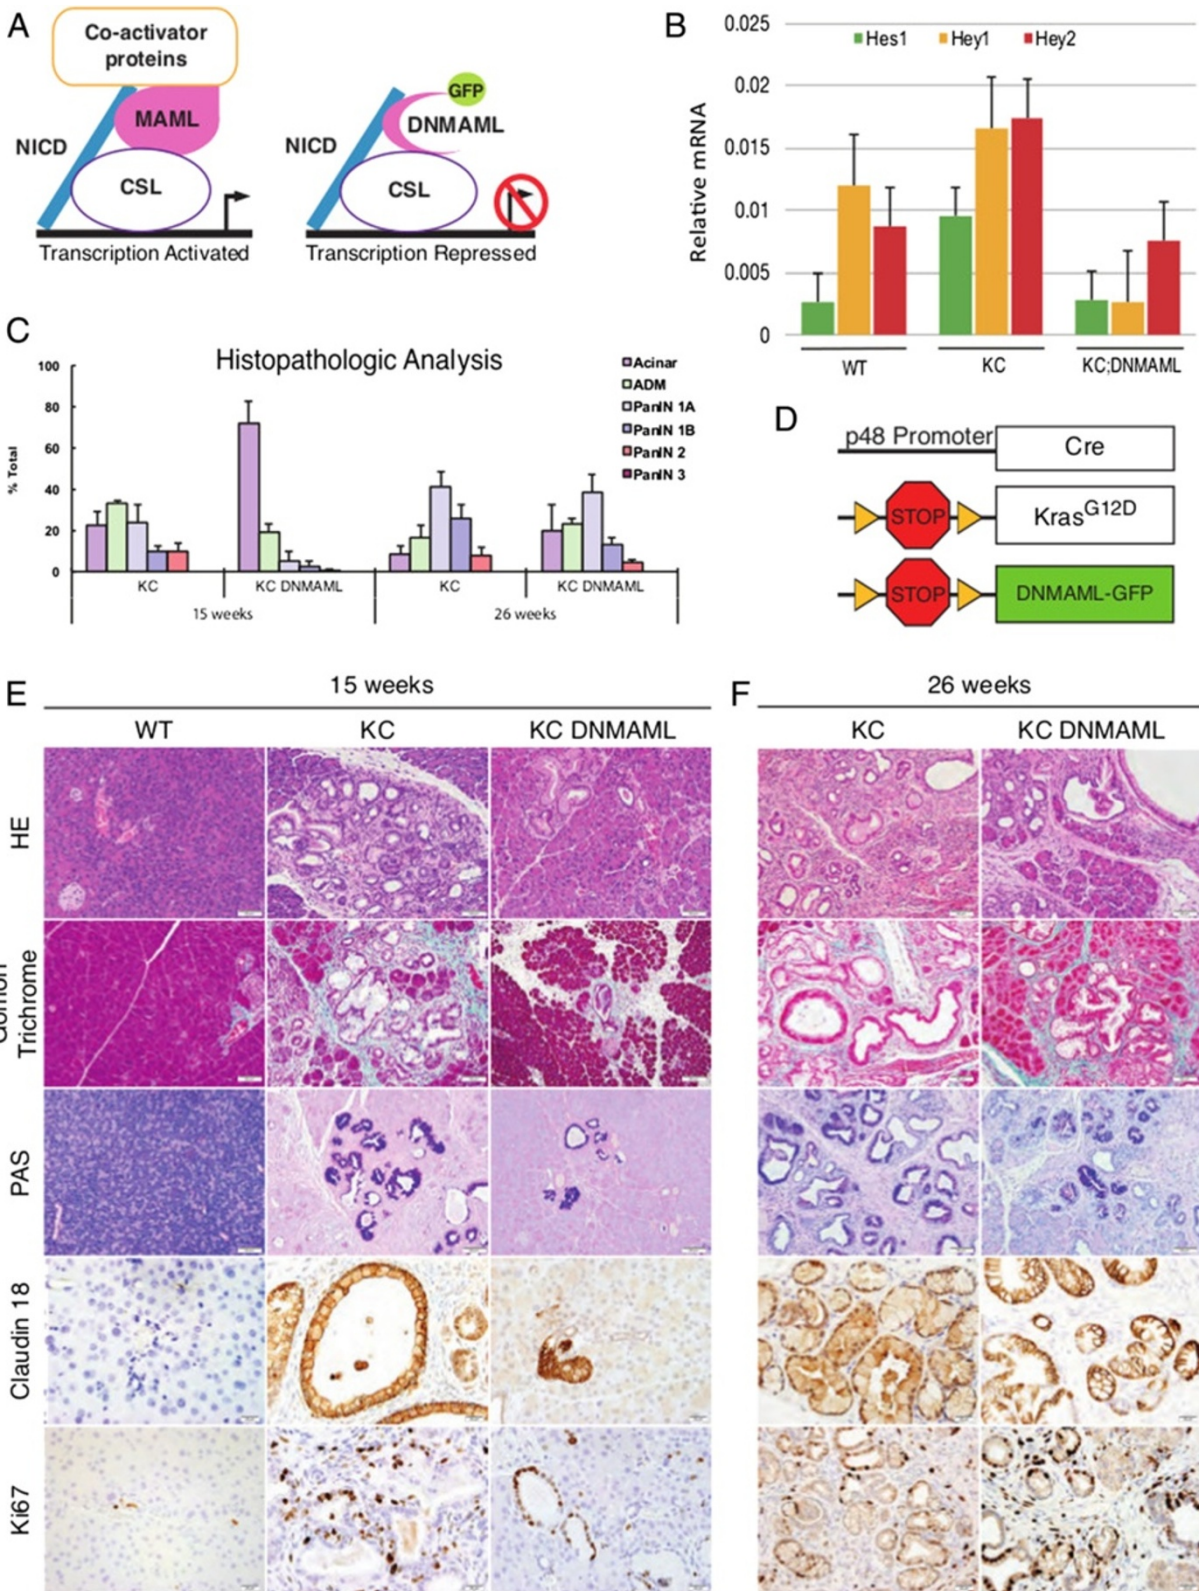 A
Co-activator
proteins
MAML
NICD
CSL
Transcription Activated
GFP
DNMAML
NICD
CSL
Transcription Repressed
B
0.025
0.02
0.015
0.01
0.005
0
Relative mRNA
Hes1 Hey1 Hey2
WT KC KC;DNMAML
C
Histopathologic Analysis
100
80
60
40
20
0
% Total
Acinar
ADM
PanIN 1A
PanIN 1B
PanIN 2
PanIN 3
KC KC DNMAML KC KC DNMAML
15 weeks 26 weeks
D
p48 Promoter Cre
STOP KrasG12D
STOP DNMAML-GFP
E
15 weeks
WT KC KC DNMAML
F
26 weeks
KC KC DNMAML
HE
Trichrome
PAS
Claudin 18
Ki67